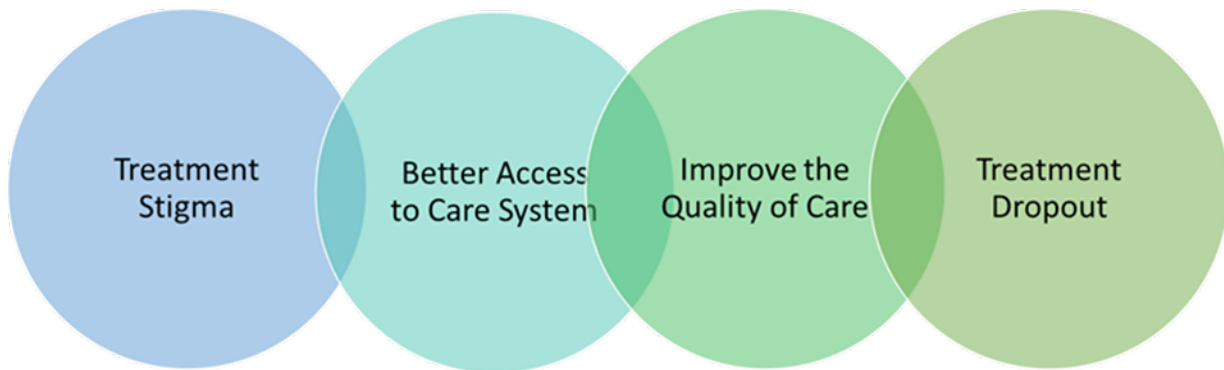 Treatment
Stigma
Better Access
to Care System
Improve the
Quality of Care
Treatment
Dropout